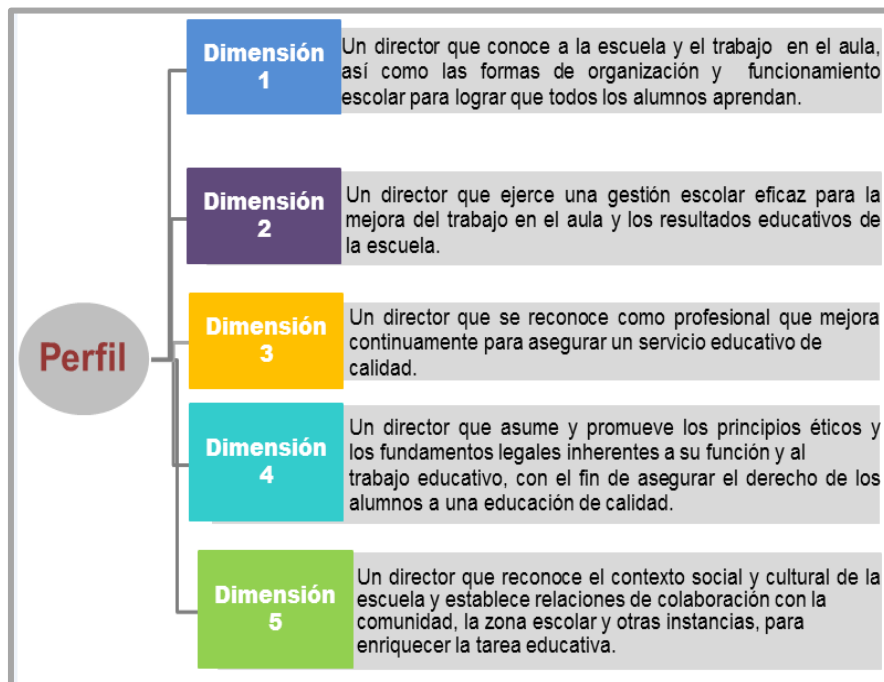 Perfil
Dimensión
1
Un director que conoce a la escuela y el trabajo en el aula,
así como las formas de organización y funcionamiento
escolar para lograr que todos los alumnos aprendan.
Dimensión
2
Un director que ejerce una gestión escolar eficaz para la
mejora del trabajo en el aula y los resultados educativos de
la escuela.
Dimensión
3
Un director que se reconoce como profesional que mejora
continuamente para asegurar un servicio educativo de
calidad.
Dimensión
4
Un director que asume y promueve los principios éticos y
los fundamentos legales inherentes a su función y al
trabajo educativo, con el fin de asegurar el derecho de los
alumnos a una educación de calidad.
Dimensión
5
Un director que reconoce el contexto social y cultural de la
escuela y establece relaciones de colaboración con la
comunidad, la zona escolar y otras instancias, para
enriquecer la tarea educativa.